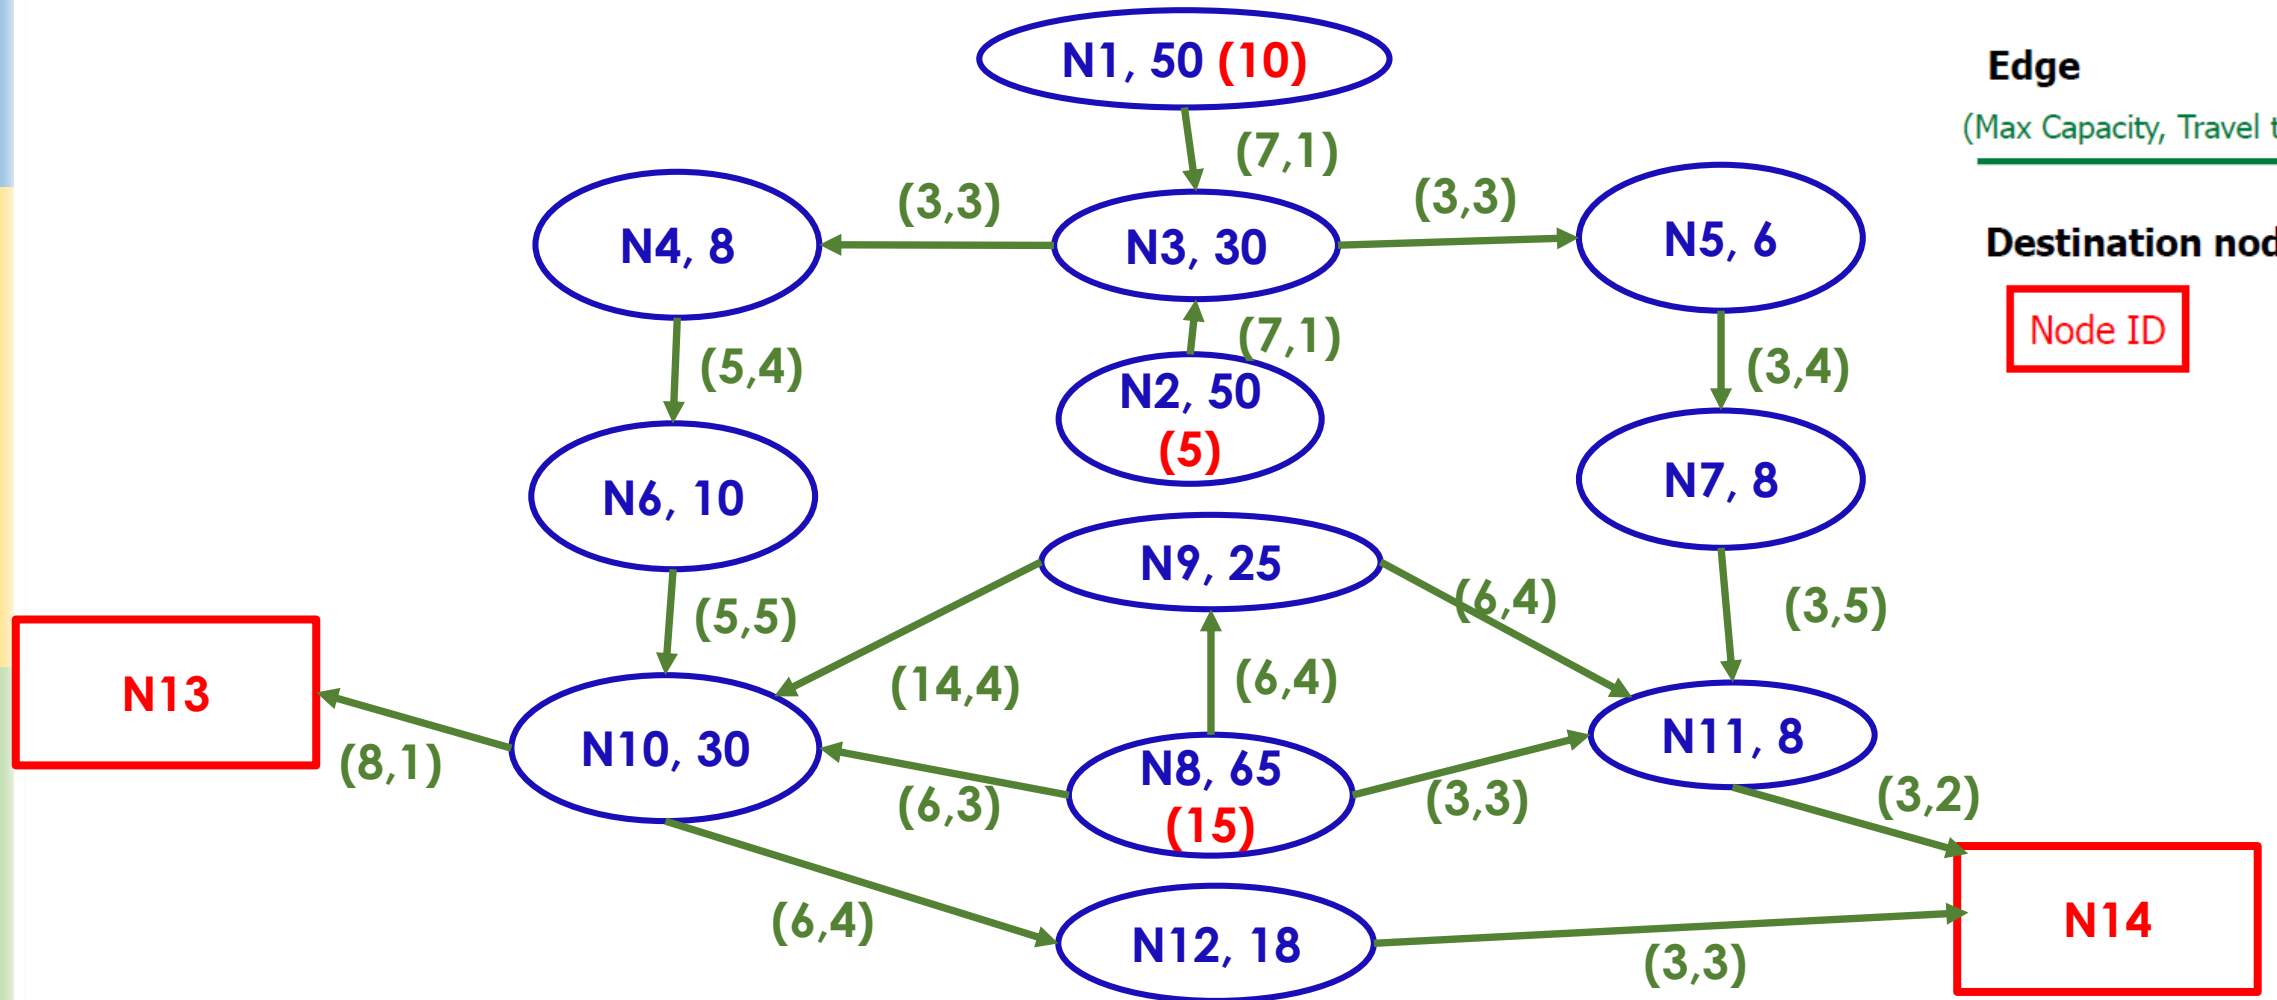 N1, 50 (10)
Edge
(Max Capacity, Travel
(7,1)
(3,3)
(3,3)
N4, 8
N3, 30
N5, 6
Destination
Node ID
(7,1)
(5,4)
N2, 50
(5)
(3,4)
N6, 10
N7, 8
N9, 25
(6,4)
(5,5)
(3,5)
N13
(14,4)
(6,4)
N10, 30
N8, 65
(15)
N11, 8
(8,1)
(6,3)
(3,3)
(3,2)
(6,4)
N12, 18
N14
(3,3)